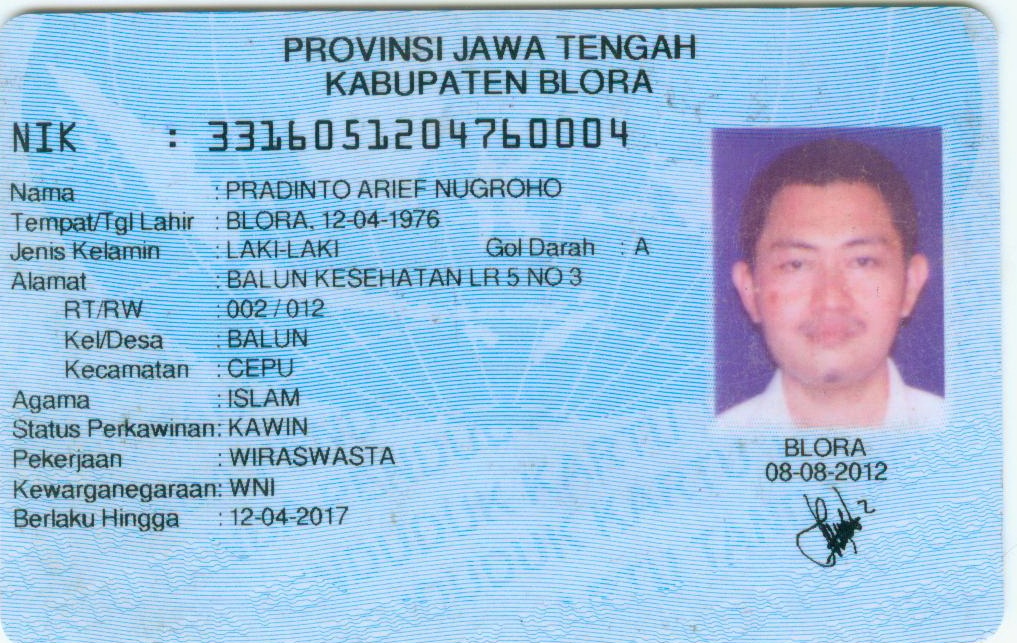 PROVINSI JAWA TENGAH
KABUPATEN BLORA
NIK : 3316051204760004
Nama : PRADINTO ARIEF NUGROHO
Tempat/Tgl Lahir : BLORA, 12-04-1976
Jenis Kelamin : LAKI-LAKI Gol Darah : A
Alamat : BALUN KESEHATAN LR 5 NO 3
RT/RW : 002 / 012
Kel/Desa : BALUN
Kecamatan : CEPU
Agama : ISLAM
Status Perkawinan: KAWIN
Pekerjaan : WIRASWASTA
Kewarganegaraan: WNI
Berlaku Hingga : 12-04-2017
BLORA
08-08-2012